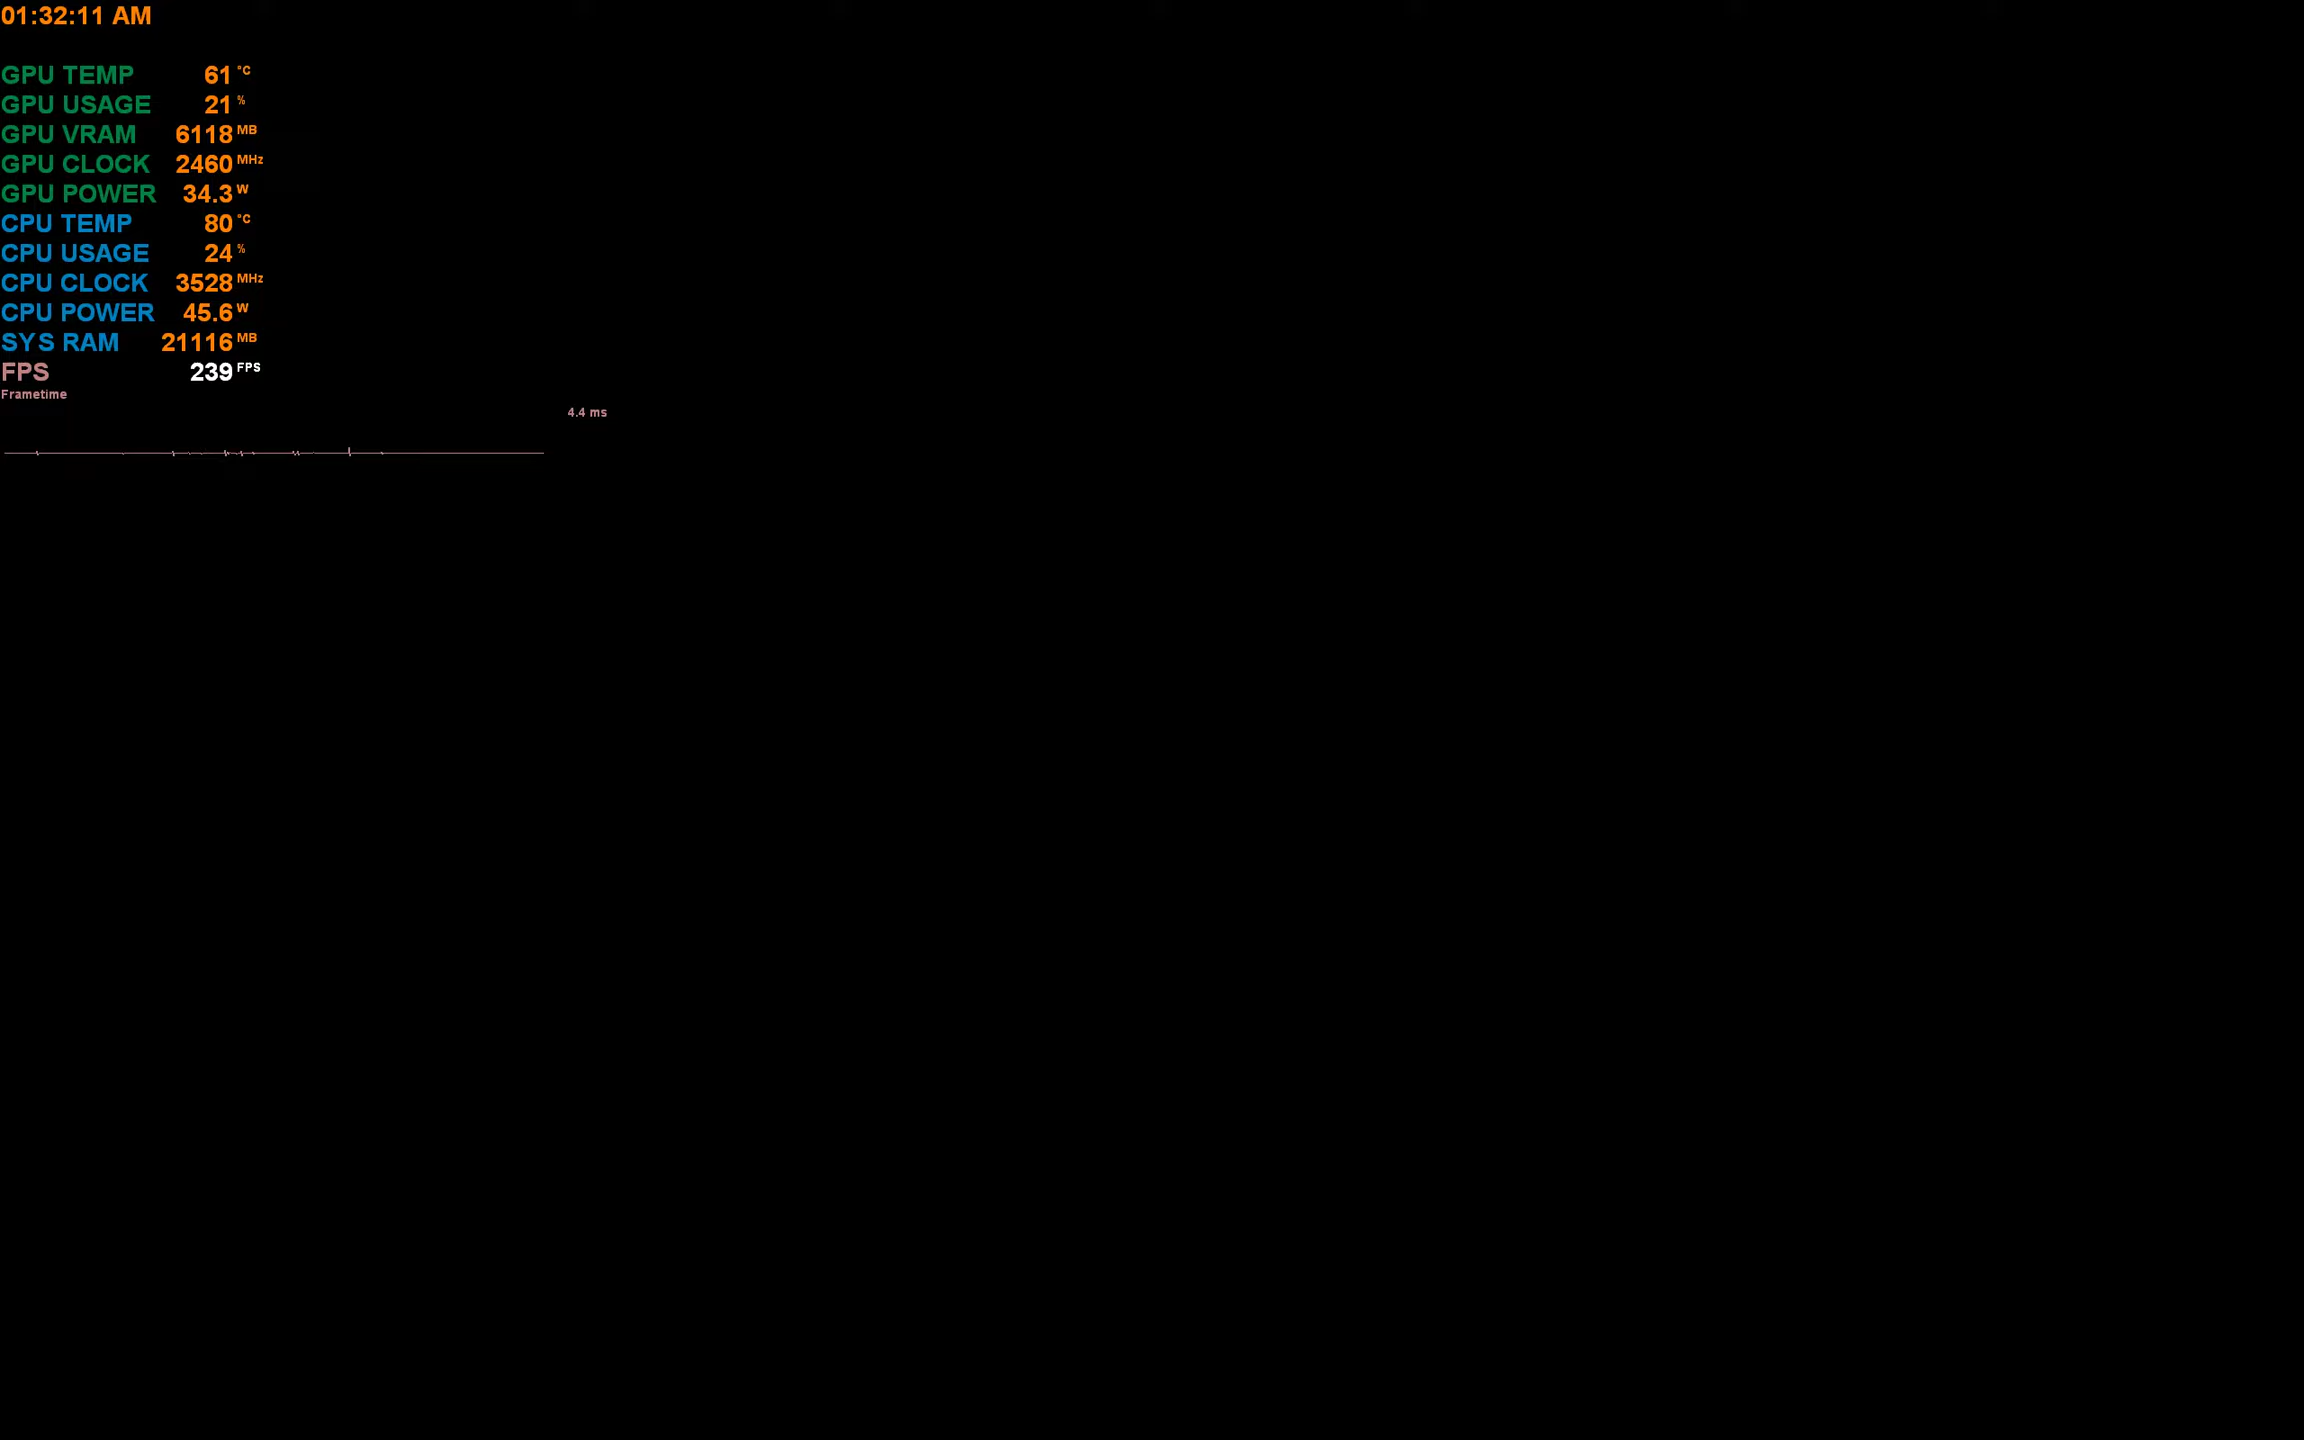 01:32:11 AM
GPU TEMP 61 °C
GPU USAGE 21 %
GPU VRAM 6118 MB
GPU CLOCK 2460 MHz
GPU POWER 34.3 W
CPU TEMP 80 °C
CPU USAGE 24 %
CPU CLOCK 3528 MHz
CPU POWER 45.6 W
SYS RAM 21116 MB
FPS 239 FPS
Frametime
4.4 ms